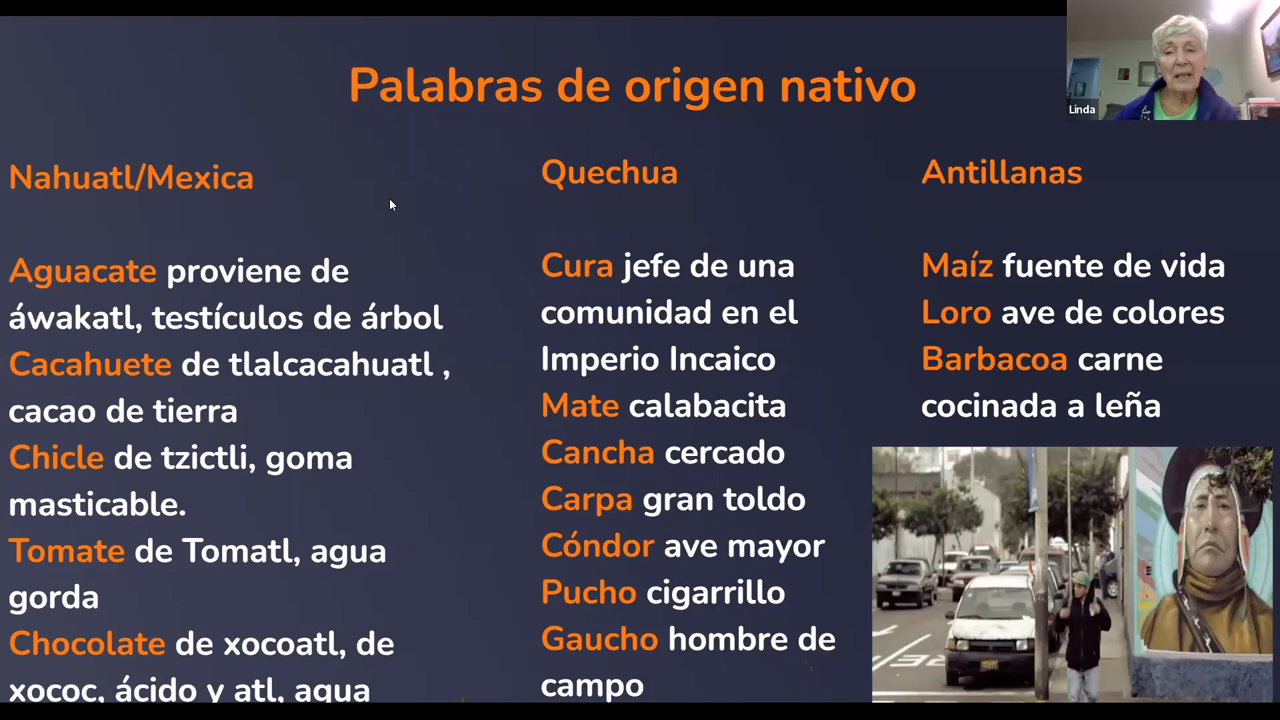 Palabras de origen nativo
Linda
Nahuatl/Mexica
Aguacate proviene de
áwakatl, testículos de árbol
Cacahuete de tlalcacahuatl ,
cacao de tierra
Chicle de tzictli, goma
masticable.
Tomate de Tomatl, agua
gorda
Chocolate de xocoatl, de
xococ, ácido y atl, agua
Quechua
Cura jefe de una
comunidad en el
Imperio Incaico
Mate calabacita
Cancha cercado
Carpa gran toldo
Cóndor ave mayor
Pucho cigarrillo
Gaucho hombre de
campo
Antillanas
Maíz fuente de vida
Loro ave de colores
Barbacoa carne
cocinada a leña